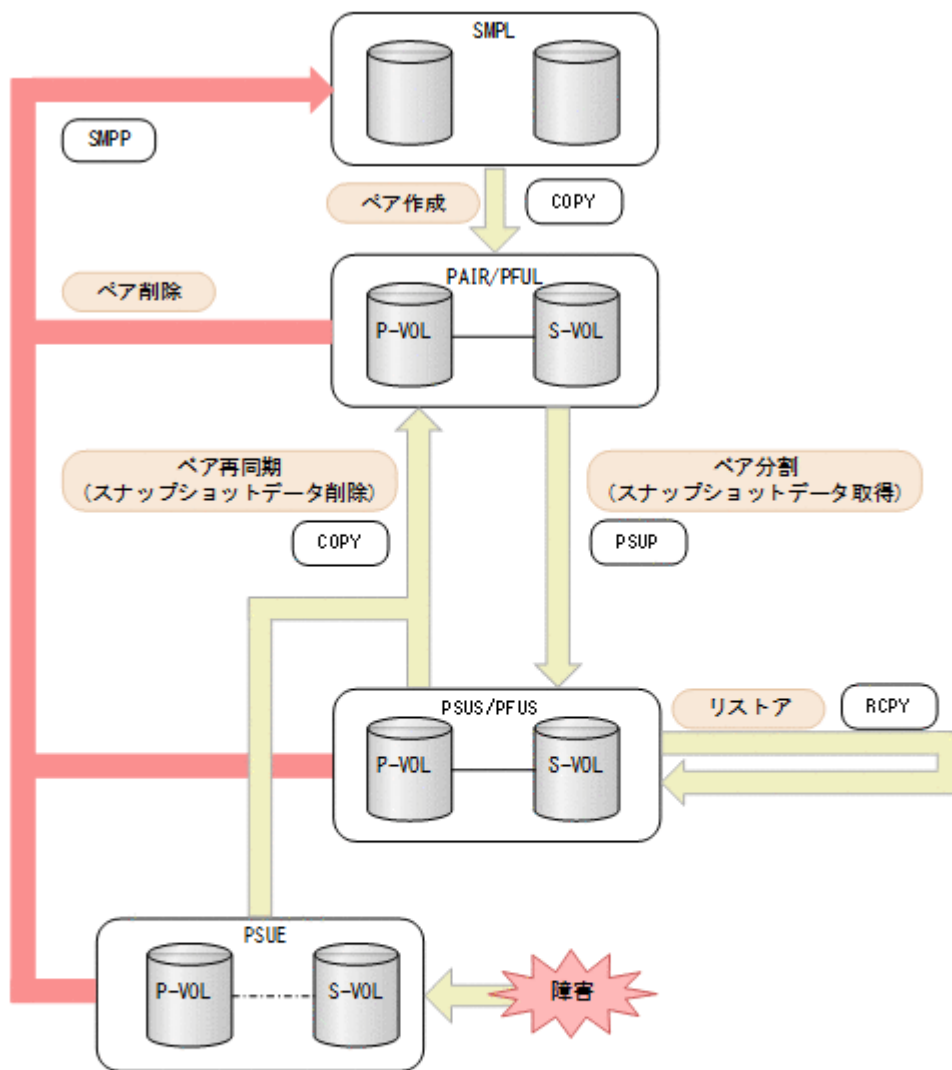 SMPL
SMPP
ペア作成
COPY
PAIR/PFUL
ペア削除
P-VOL
S-VOL
ペア再同期
(スナップショットデータ削除)
COPY
ペア分割
(スナップショットデータ取得)
PSUP
PSUS/PFUS
リストア
RCPY
P-VOL
S-VOL
PSUE
P-VOL
S-VOL
障害